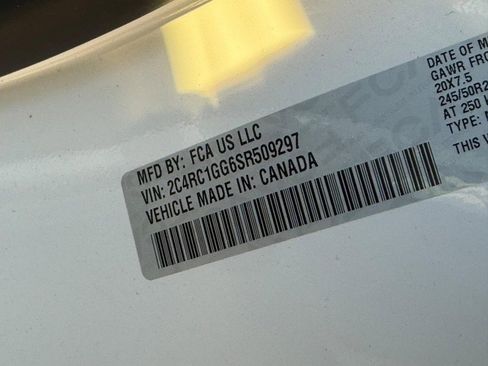 MFD BY: FCA US LLC
VIN: 2C4RC1GG6SR509297
VEHICLE MADE IN: CANADA
DATE OF M
GAWR FRO
20X7.5
245/50R2
AT 250 k
TYPE:
THIS V